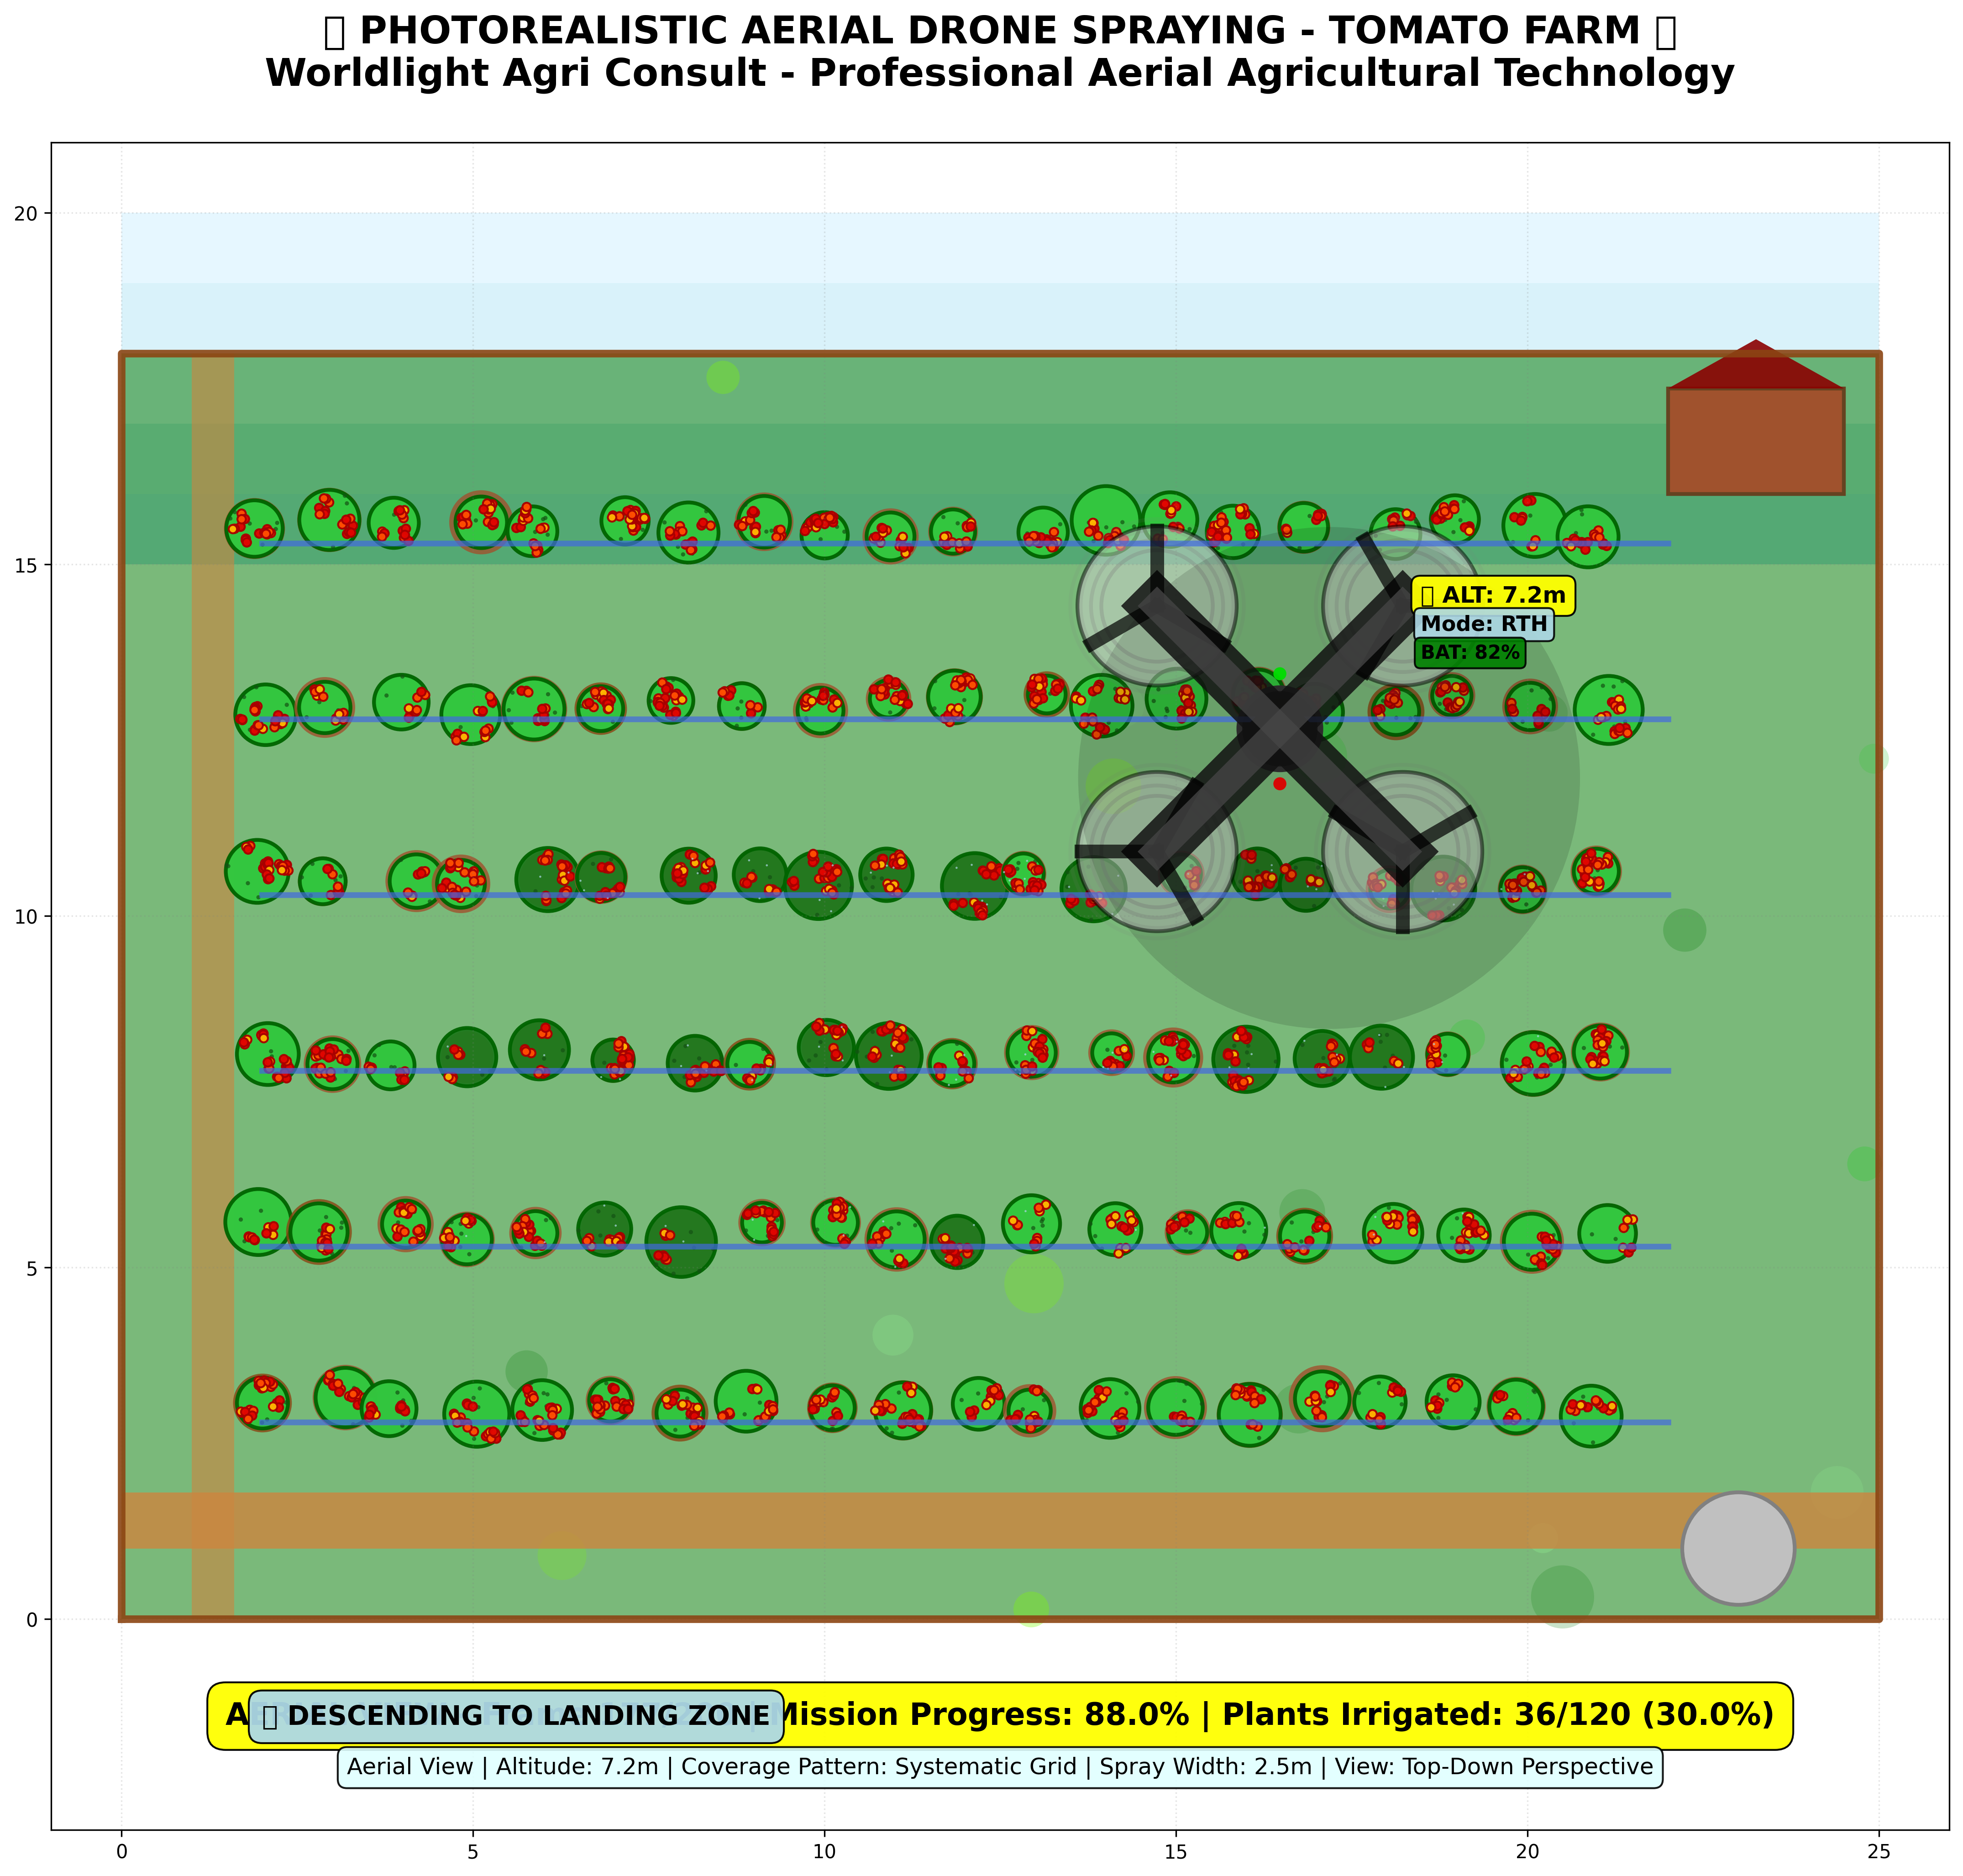 PHOTOREALISTIC AERIAL DRONE SPRAYING - TOMATO FARM
Worldlight Agri Consult - Professional Aerial Agricultural Technology
20
15
10
5
0
ALT: 7.2m
Mode: RTH
BAT: 82%
DESCENDING TO LANDING ZONE
Mission Progress: 88.0% | Plants Irrigated: 36/120 (30.0%)
Aerial View | Altitude: 7.2m | Coverage Pattern: Systematic Grid | Spray Width: 2.5m | View: Top-Down Perspective
0
5
10
15
20
25